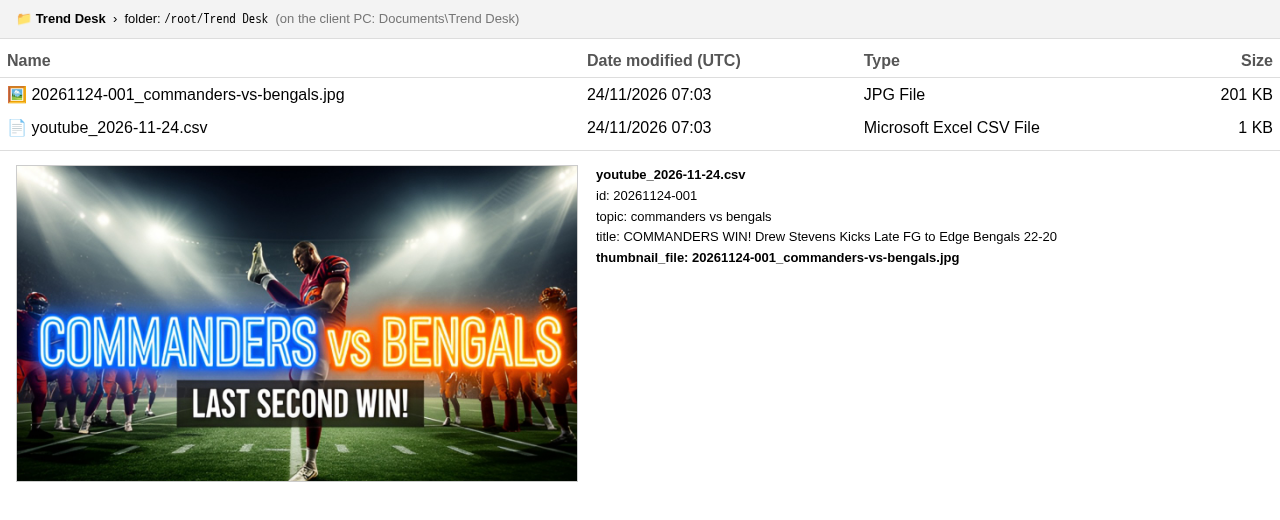 Trend Desk › folder: /root/Trend Desk (on the client PC: Documents\Trend Desk)
Name Date modified (UTC) Type Size
20261124-001_commanders-vs-bengals.jpg 24/11/2026 07:03 JPG File 201 KB
youtube_2026-11-24.csv 24/11/2026 07:03 Microsoft Excel CSV File 1 KB
COMMANDERS VS BENGALS
LAST SECOND WIN!
youtube_2026-11-24.csv
id: 20261124-001
topic: commanders vs bengals
title: COMMANDERS WIN! Drew Stevens Kicks Late FG to Edge Bengals 22-20
thumbnail_file: 20261124-001_commanders-vs-bengals.jpg